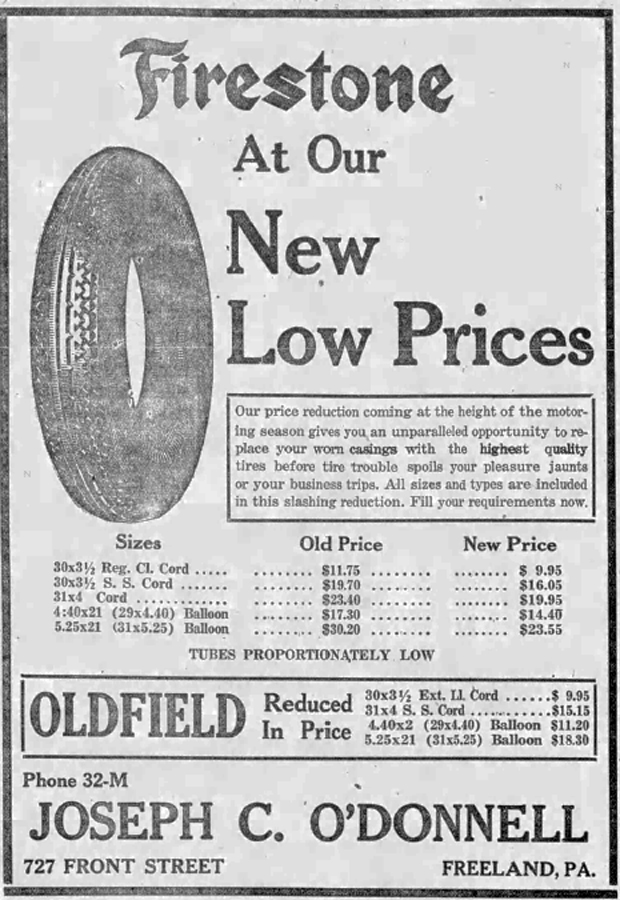 Firestone
At Our
New
Low Prices
Our price reduction coming at the height of the motor-
ing season gives you an unparalleled opportunity to re-
place your worn casings with the highest quality
tires before tire trouble spoils your pleasure jaunts
or your business trips. All sizes and types are included
in this slashing reduction. Fill your requirements now.
Sizes Old Price New Price
30x3½ Reg. Cl. Cord ..... ........ $11.75 ........ ....... $ 9.95
30x3½ S. S. Cord ....... ........ $19.70 ........ ....... $16.05
31x4 Cord ............. ........ $23.40 ........ ....... $19.95
4:40x21 (29x4.40) Balloon ........ $17.30 ........ ....... $14.40
5.25x21 (31x5.25) Balloon ........ $30.20 ........ ....... $23.55
TUBES PROPORTIONATELY LOW
OLDFIELD
Reduced
In Price
30x3½ Ext. Ll. Cord ......$ 9.95
31x4 S. S. Cord ...........$15.15
4.40x2 (29x4.40) Balloon $11.20
5.25x21 (31x5.25) Balloon $18.30
Phone 32-M
JOSEPH C. O'DONNELL
727 FRONT STREET FREELAND, PA.